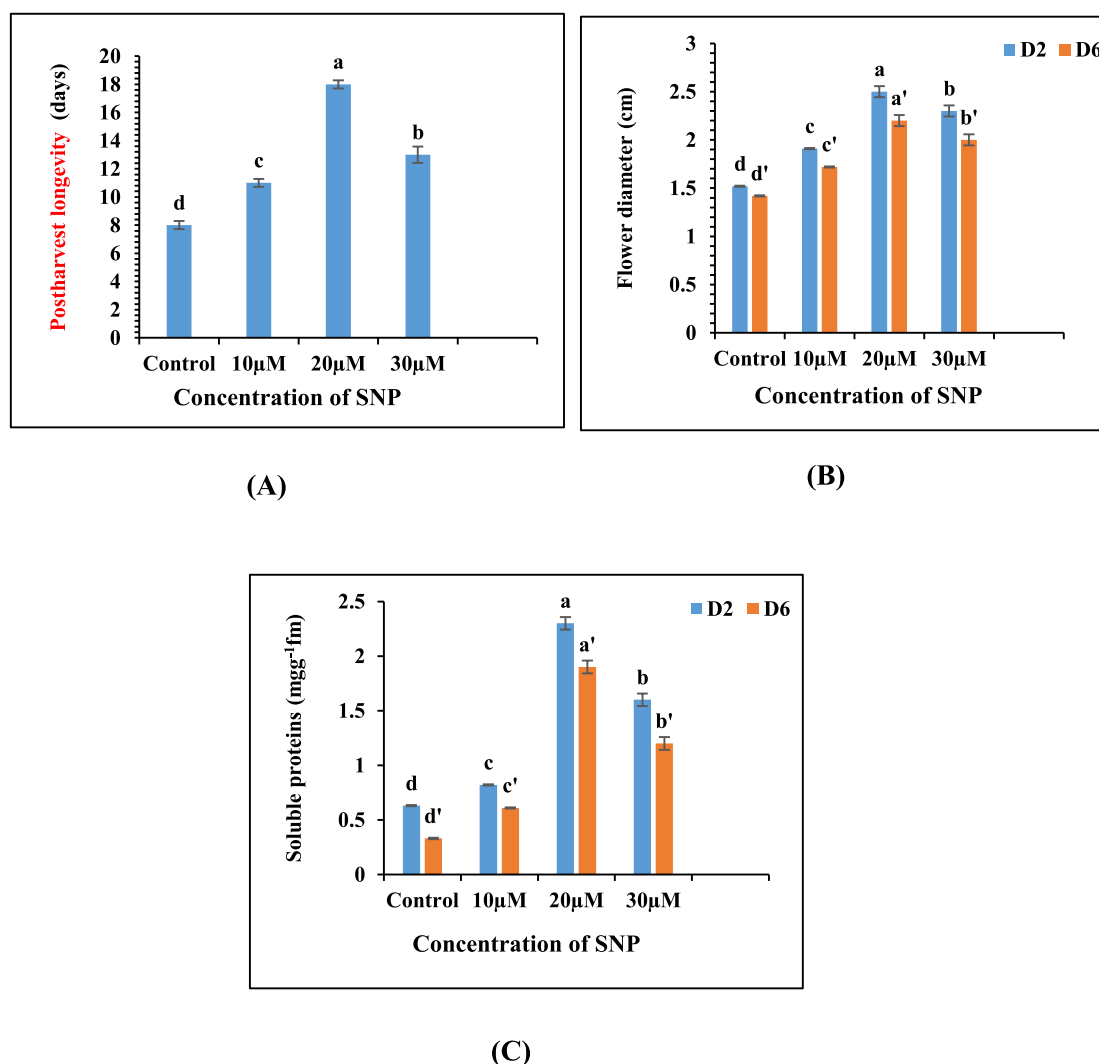 Postharvest longevity (days)
20
18
16
14
12
10
8
6
4
2
0
a
b
c
d
Control 10µM 20µM 30µM
Concentration of SNP
(A)
D2 D6
Flower diameter (cm)
3
2.5
2
1.5
1
0.5
0
a
a'
b
b'
c
c'
d
d'
Control 10µM 20µM 30µM
Concentration of SNP
(B)
D2 D6
Soluble proteins (mgg⁻¹fm)
2.5
2
1.5
1
0.5
0
a
a'
b
b'
c
c'
d
d'
Control 10µM 20µM 30µM
Concentration of SNP
(C)